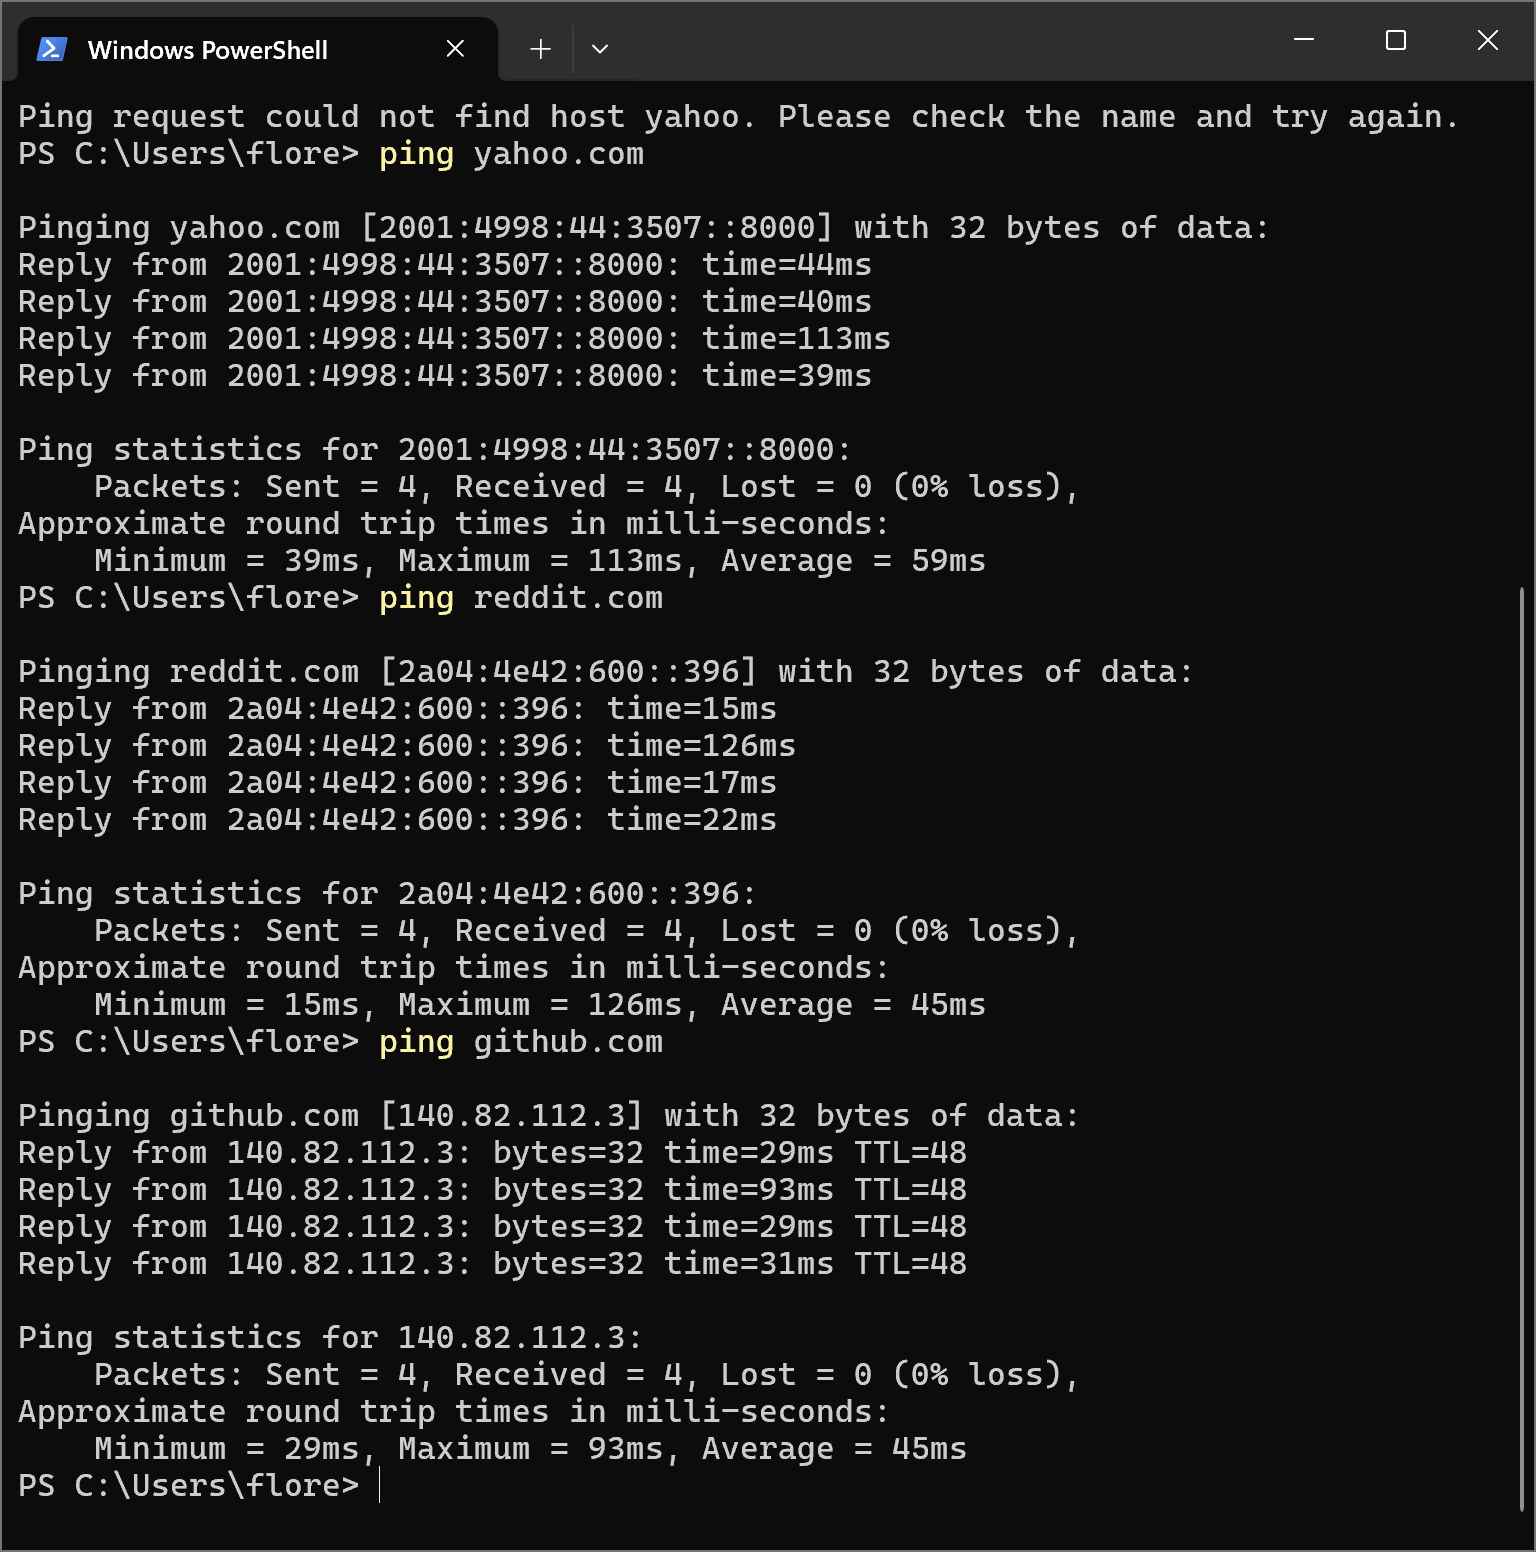 Windows PowerShell
Ping request could not find host yahoo. Please check the name and try again.
PS C:\Users\flore> ping yahoo.com
Pinging yahoo.com [2001:4998:44:3507::8000] with 32 bytes of data:
Reply from 2001:4998:44:3507::8000: time=44ms
Reply from 2001:4998:44:3507::8000: time=40ms
Reply from 2001:4998:44:3507::8000: time=113ms
Reply from 2001:4998:44:3507::8000: time=39ms
Ping statistics for 2001:4998:44:3507::8000:
    Packets: Sent = 4, Received = 4, Lost = 0 (0% loss),
Approximate round trip times in milli-seconds:
    Minimum = 39ms, Maximum = 113ms, Average = 59ms
PS C:\Users\flore> ping reddit.com
Pinging reddit.com [2a04:4e42:600::396] with 32 bytes of data:
Reply from 2a04:4e42:600::396: time=15ms
Reply from 2a04:4e42:600::396: time=126ms
Reply from 2a04:4e42:600::396: time=17ms
Reply from 2a04:4e42:600::396: time=22ms
Ping statistics for 2a04:4e42:600::396:
    Packets: Sent = 4, Received = 4, Lost = 0 (0% loss),
Approximate round trip times in milli-seconds:
    Minimum = 15ms, Maximum = 126ms, Average = 45ms
PS C:\Users\flore> ping github.com
Pinging github.com [140.82.112.3] with 32 bytes of data:
Reply from 140.82.112.3: bytes=32 time=29ms TTL=48
Reply from 140.82.112.3: bytes=32 time=93ms TTL=48
Reply from 140.82.112.3: bytes=32 time=29ms TTL=48
Reply from 140.82.112.3: bytes=32 time=31ms TTL=48
Ping statistics for 140.82.112.3:
    Packets: Sent = 4, Received = 4, Lost = 0 (0% loss),
Approximate round trip times in milli-seconds:
    Minimum = 29ms, Maximum = 93ms, Average = 45ms
PS C:\Users\flore>